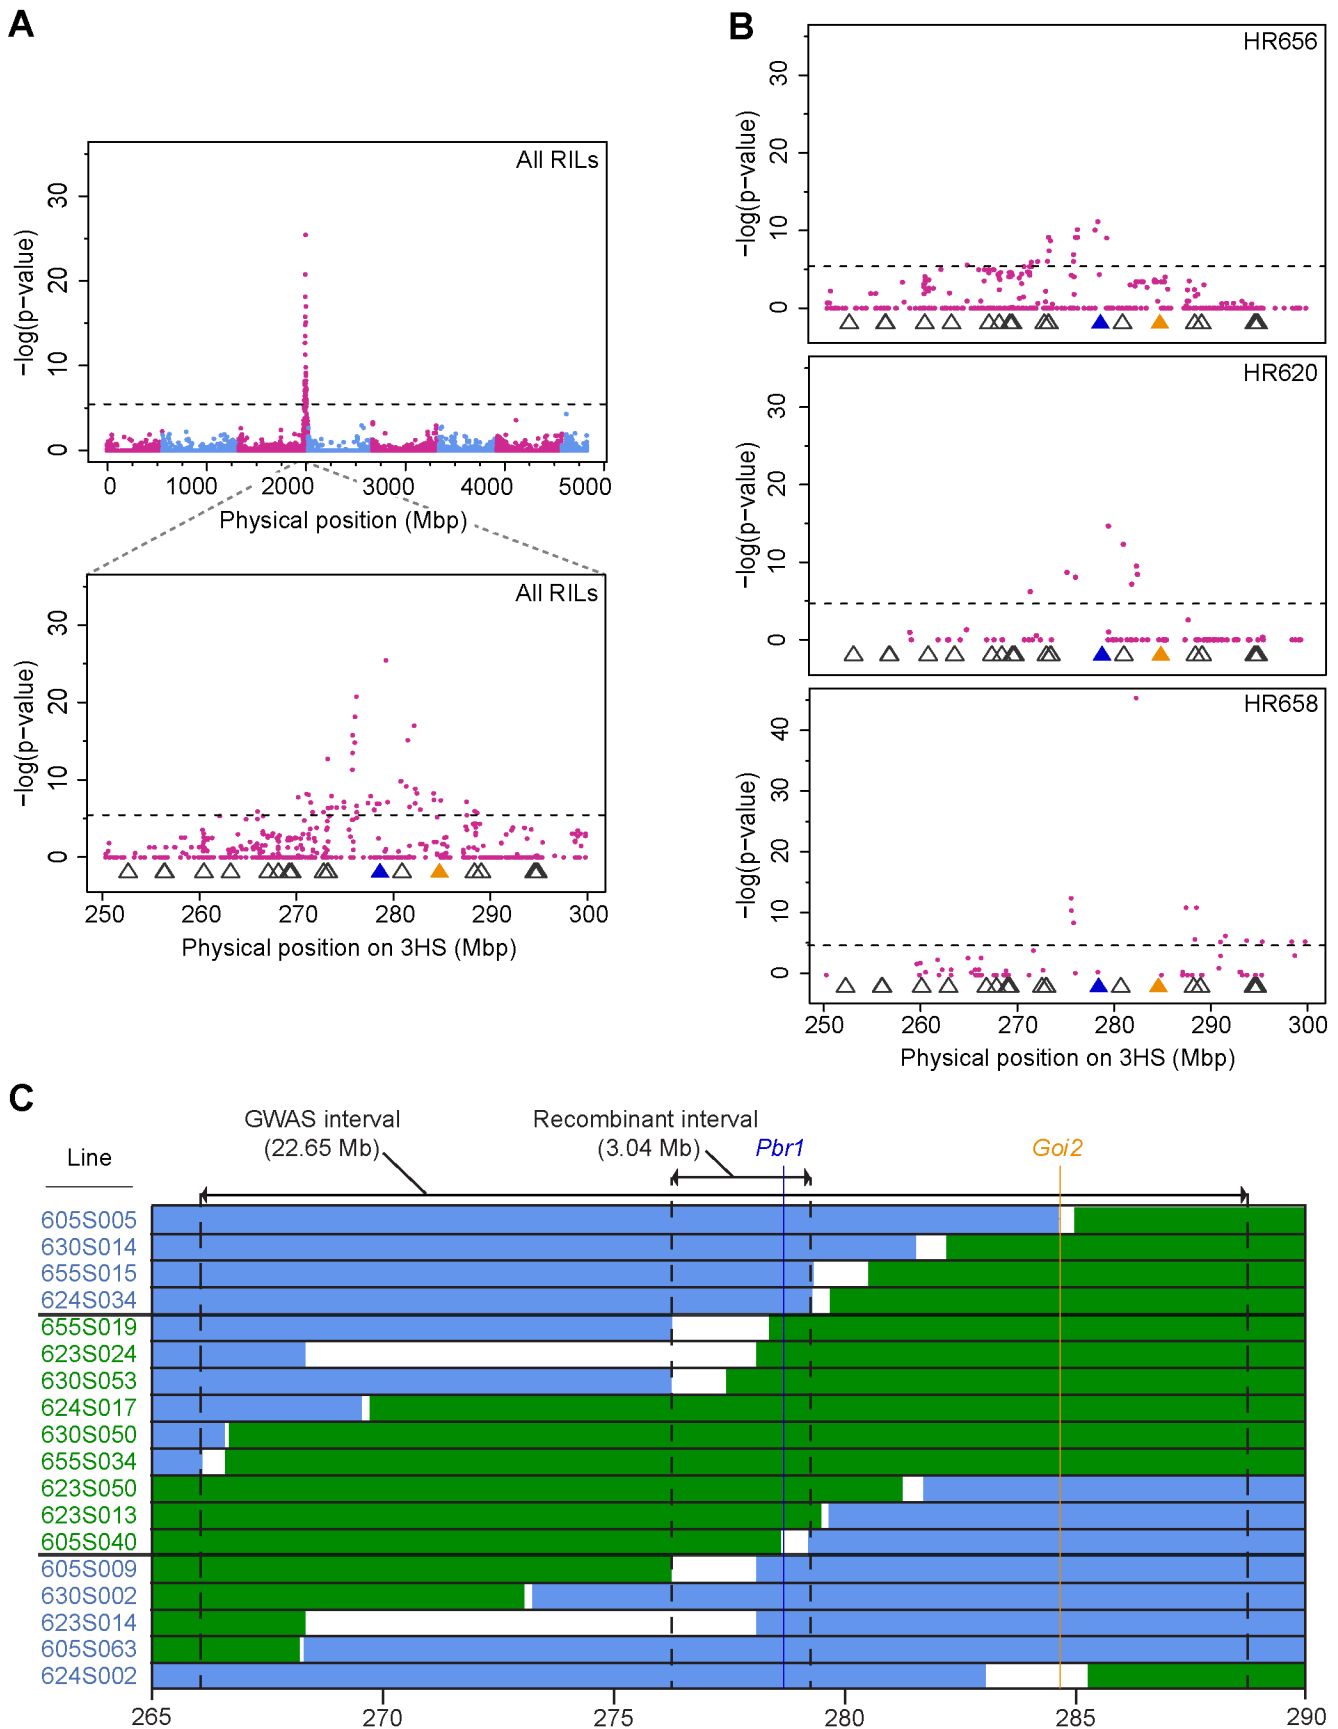 A
All RILs
−log(p−value)
30
20
10
0
0 1000 2000 3000 4000 5000
Physical position (Mbp)
All RILs
−log(p−value)
30
20
10
0
250 260 270 280 290 300
Physical position on 3HS (Mbp)
B
HR656
−log(p−value)
30
20
10
0
HR620
−log(p−value)
30
20
10
0
HR658
−log(p−value)
40
30
20
10
0
250 260 270 280 290 300
Physical position on 3HS (Mbp)
C
Line
GWAS interval
(22.65 Mb)
Recombinant interval
(3.04 Mb)
Pbr1
Goi2
605S005
630S014
655S015
624S034
655S019
623S024
630S053
624S017
630S050
655S034
623S050
623S013
605S040
605S009
630S002
623S014
605S063
624S002
265 270 275 280 285 290